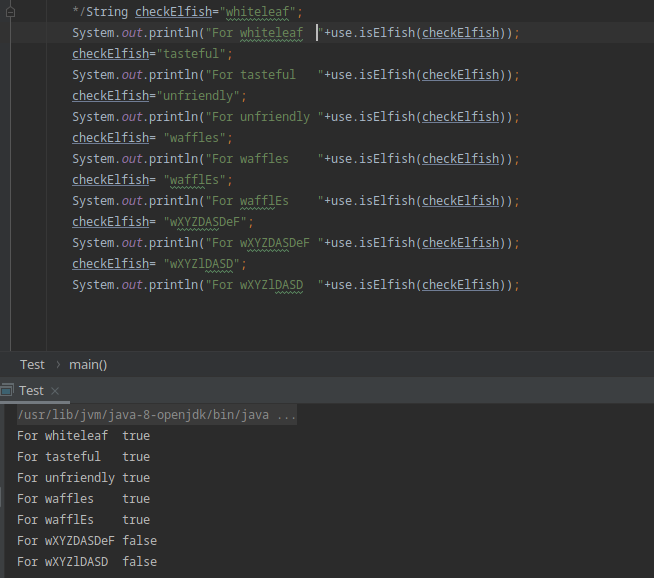 */String checkElfish="whiteleaf";
System.out.println("For whiteleaf  "+use.isElfish(checkElfish));
checkElfish="tasteful";
System.out.println("For tasteful   "+use.isElfish(checkElfish));
checkElfish="unfriendly";
System.out.println("For unfriendly "+use.isElfish(checkElfish));
checkElfish= "waffles";
System.out.println("For waffles    "+use.isElfish(checkElfish));
checkElfish= "wafflEs";
System.out.println("For wafflEs    "+use.isElfish(checkElfish));
checkElfish= "wXYZDASDeF";
System.out.println("For wXYZDASDeF "+use.isElfish(checkElfish));
checkElfish= "wXYZlDASD";
System.out.println("For wXYZlDASD  "+use.isElfish(checkElfish));
Test › main()
Test ×
/usr/lib/jvm/java-8-openjdk/bin/java ...
For whiteleaf  true
For tasteful   true
For unfriendly true
For waffles    true
For wafflEs    true
For wXYZDASDeF false
For wXYZlDASD  false